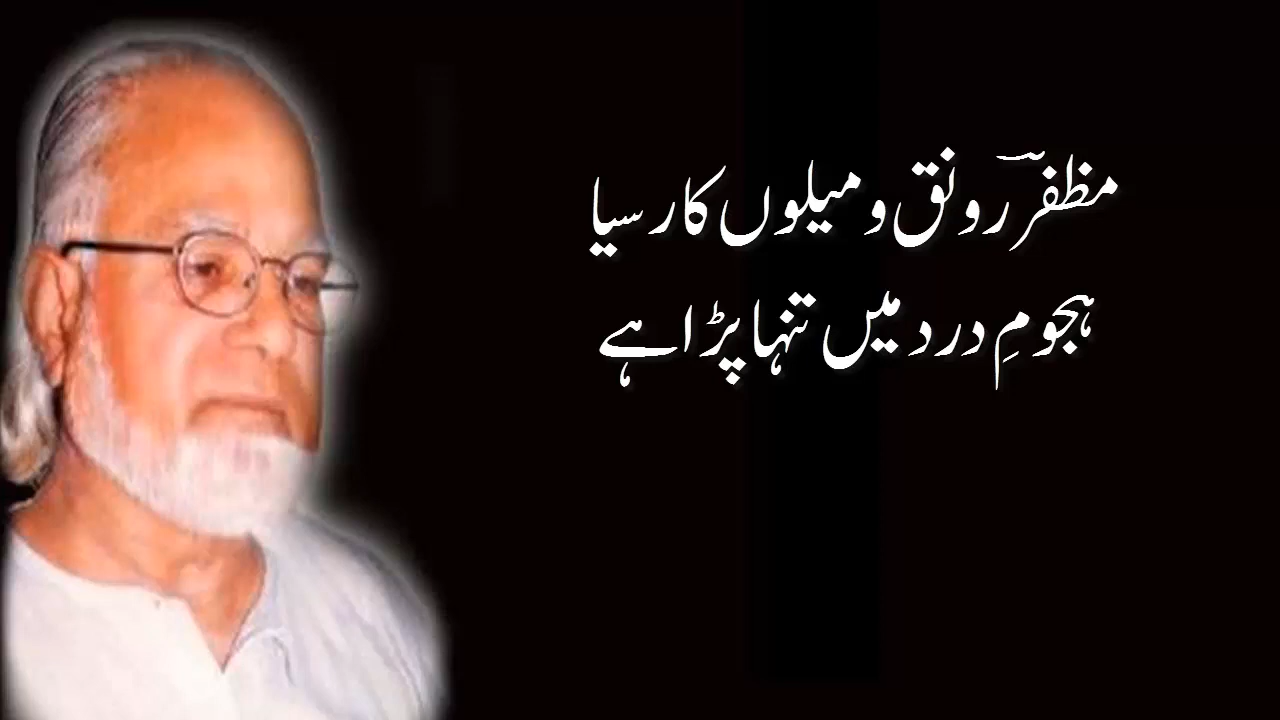 مظفرؔ رونق و میلوں کا رسیا
ہجومِ درد میں تنہا پڑا ہے